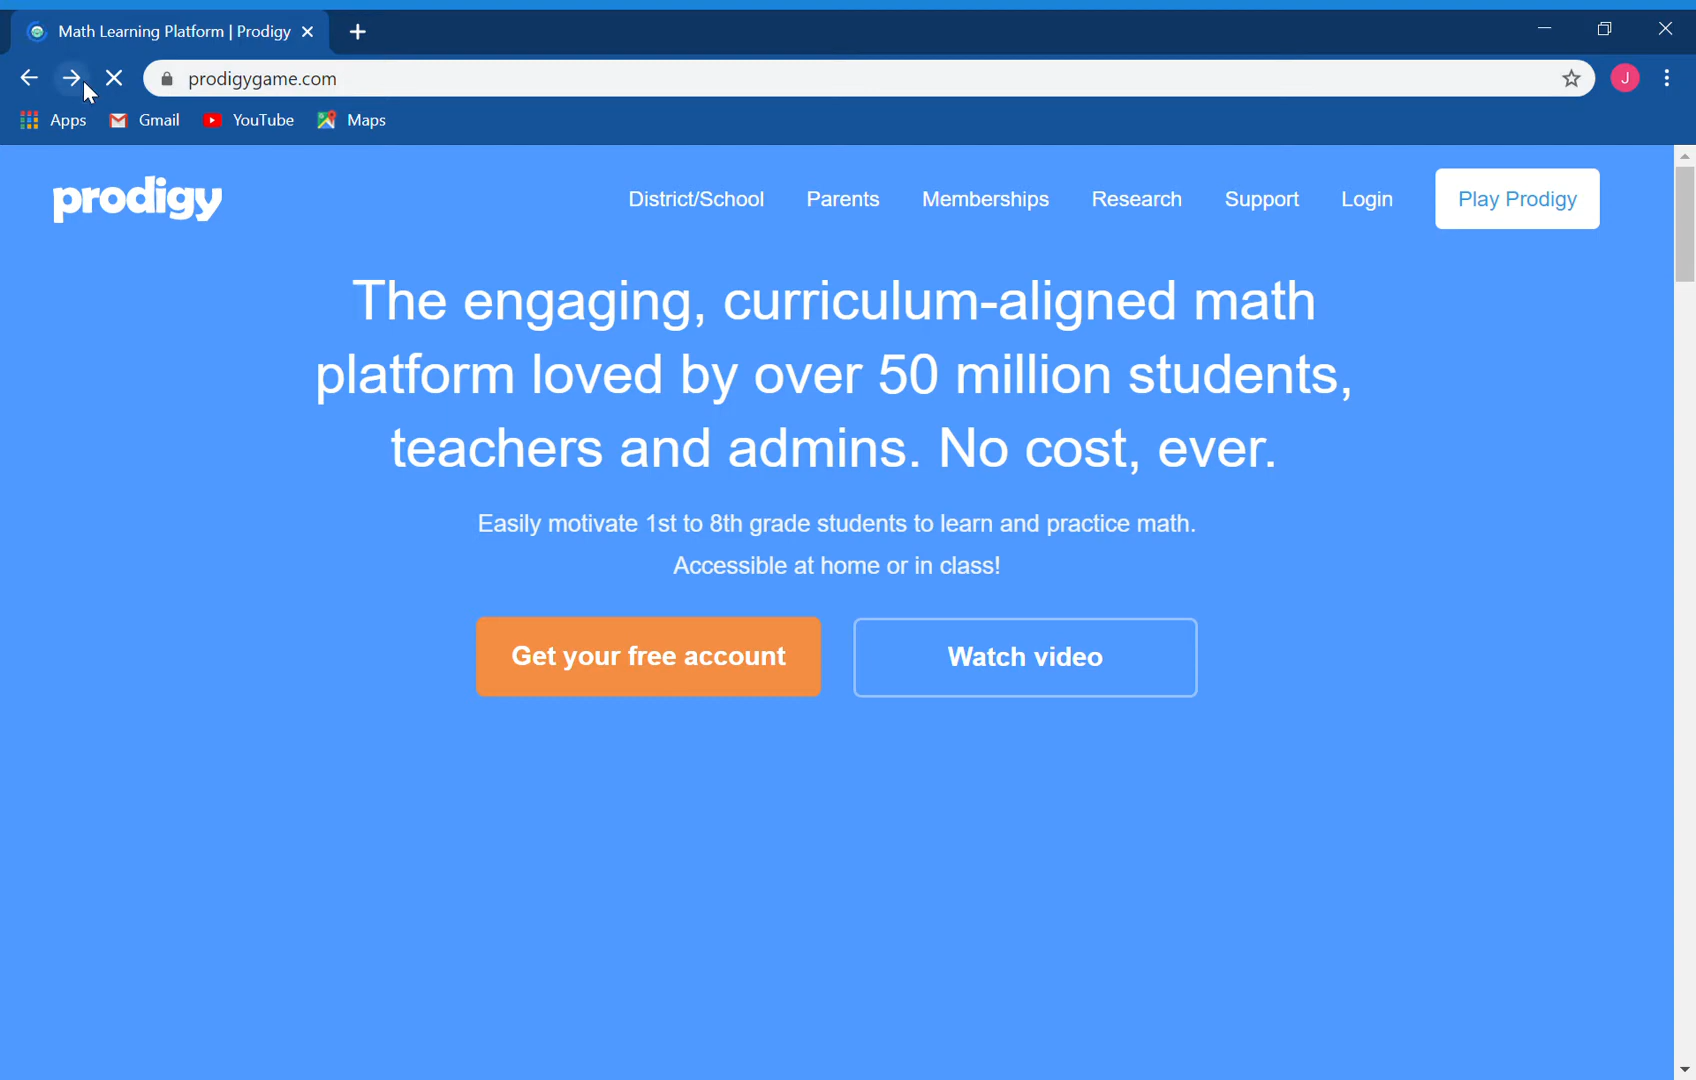 Math Learning Platform | Prodigy
prodigygame.com
J
Apps Gmail YouTube Maps
prodigy
District/School Parents Memberships Research Support Login Play Prodigy
The engaging, curriculum-aligned math
platform loved by over 50 million students,
teachers and admins. No cost, ever.
Easily motivate 1st to 8th grade students to learn and practice math.
Accessible at home or in class!
Get your free account Watch video